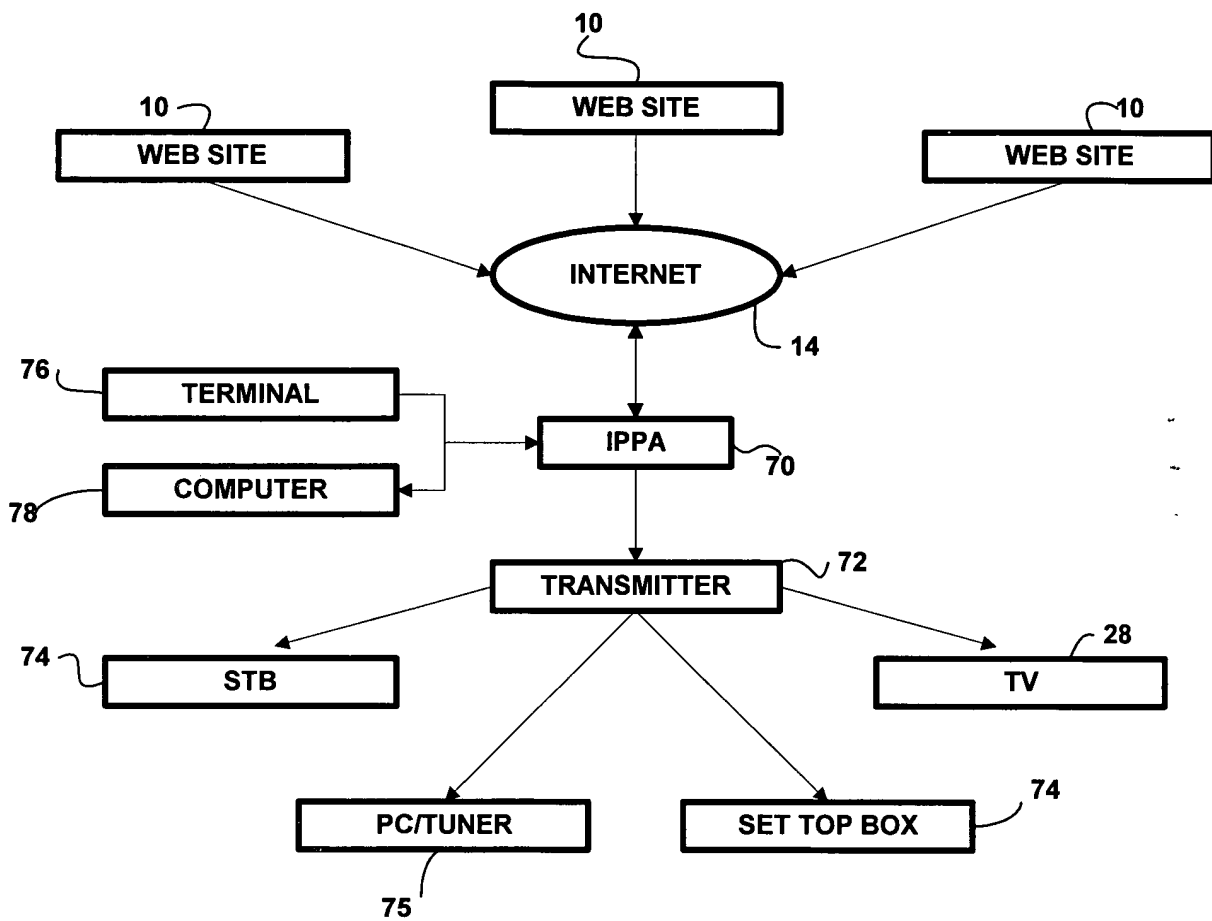 10
WEB SITE
10
WEB SITE
10
WEB SITE
INTERNET
14
76
TERMINAL
IPPA
70
78
COMPUTER
72
TRANSMITTER
74
STB
28
TV
PC/TUNER
75
SET TOP BOX
74